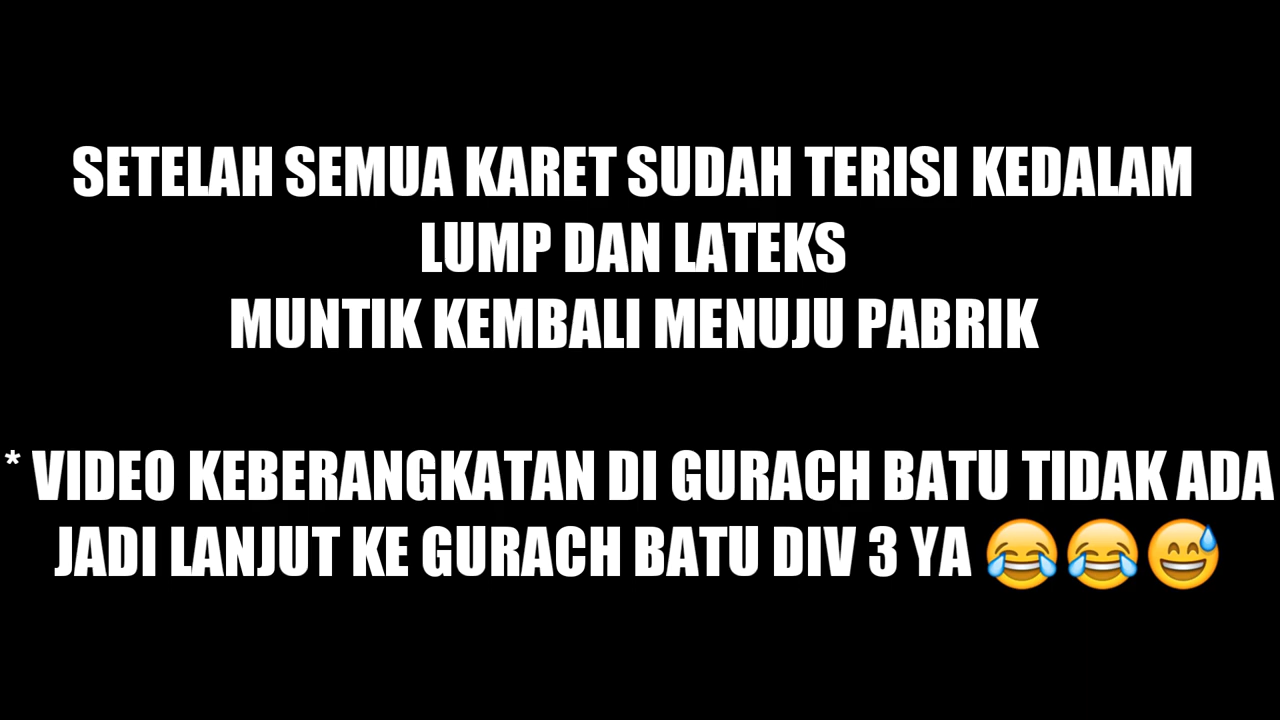 SETELAH SEMUA KARET SUDAH TERISI KEDALAM
LUMP DAN LATEKS
MUNTIK KEMBALI MENUJU PABRIK
* VIDEO KEBERANGKATAN DI GURACH BATU TIDAK ADA
JADI LANJUT KE GURACH BATU DIV 3 YA 😂😂😅